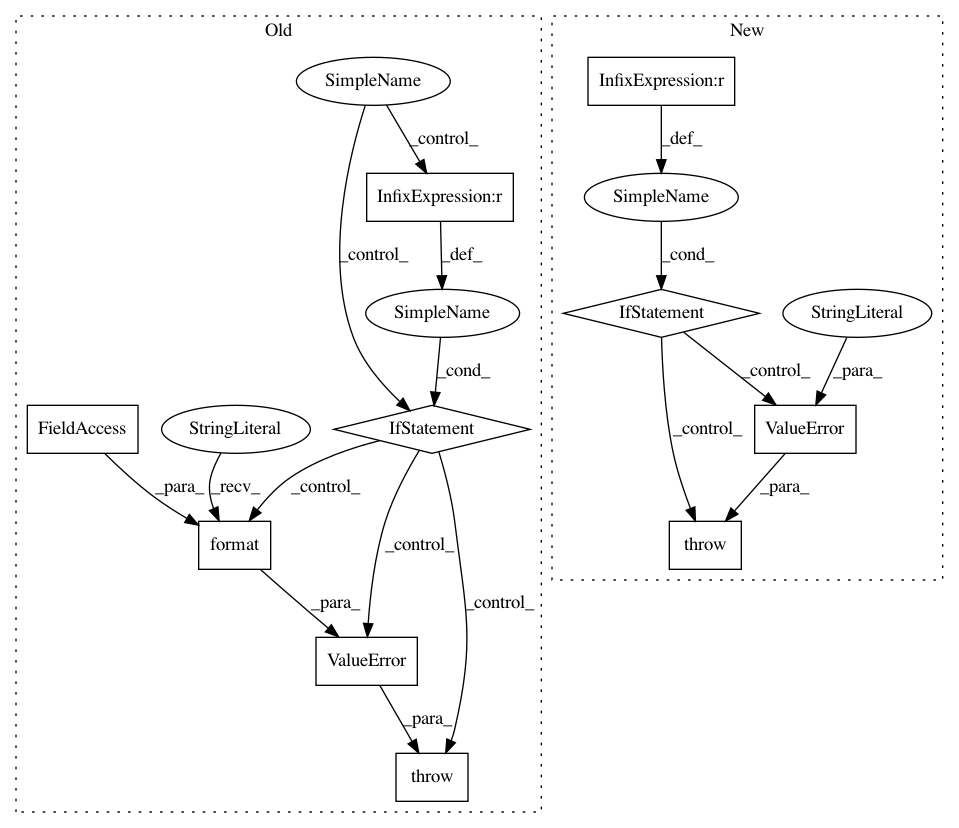 Old
New
SimpleName
InfixExpression:r
_control_
_def_
InfixExpression:r
SimpleName
_control_
_def_
_cond_
SimpleName
IfStatement
StringLiteral
_cond_
_control_
_para_
FieldAccess
StringLiteral
IfStatement
_control_
ValueError
_para_
_recv_
_control_
_para_
format
_control_
_control_
throw
_para_
ValueError
_para_
throw